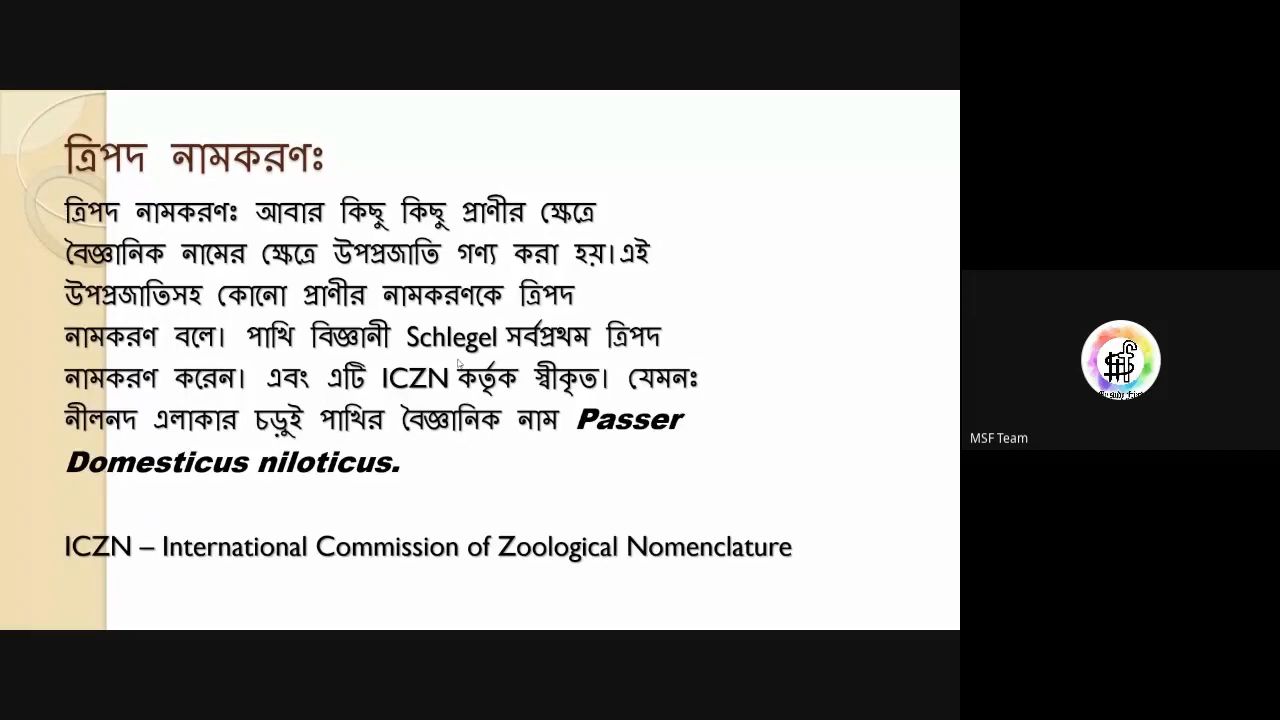 ত্রিপদ নামকরণঃ
ত্রিপদ নামকরণঃ আবার কিছু কিছু প্রাণীর ক্ষেত্রে
বৈজ্ঞানিক নামের ক্ষেত্রে উপপ্রজাতি গণ্য করা হয়।এই
উপপ্রজাতিসহ কোনো প্রাণীর নামকরণকে ত্রিপদ
নামকরণ বলে। পাখি বিজ্ঞানী Schlegel সর্বপ্রথম ত্রিপদ
নামকরণ করেন। এবং এটি ICZN কর্তৃক স্বীকৃত। যেমনঃ
নীলনদ এলাকার চড়ুই পাখির বৈজ্ঞানিক নাম Passer
Domesticus niloticus.
ICZN – International Commission of Zoological Nomenclature
MSF Team